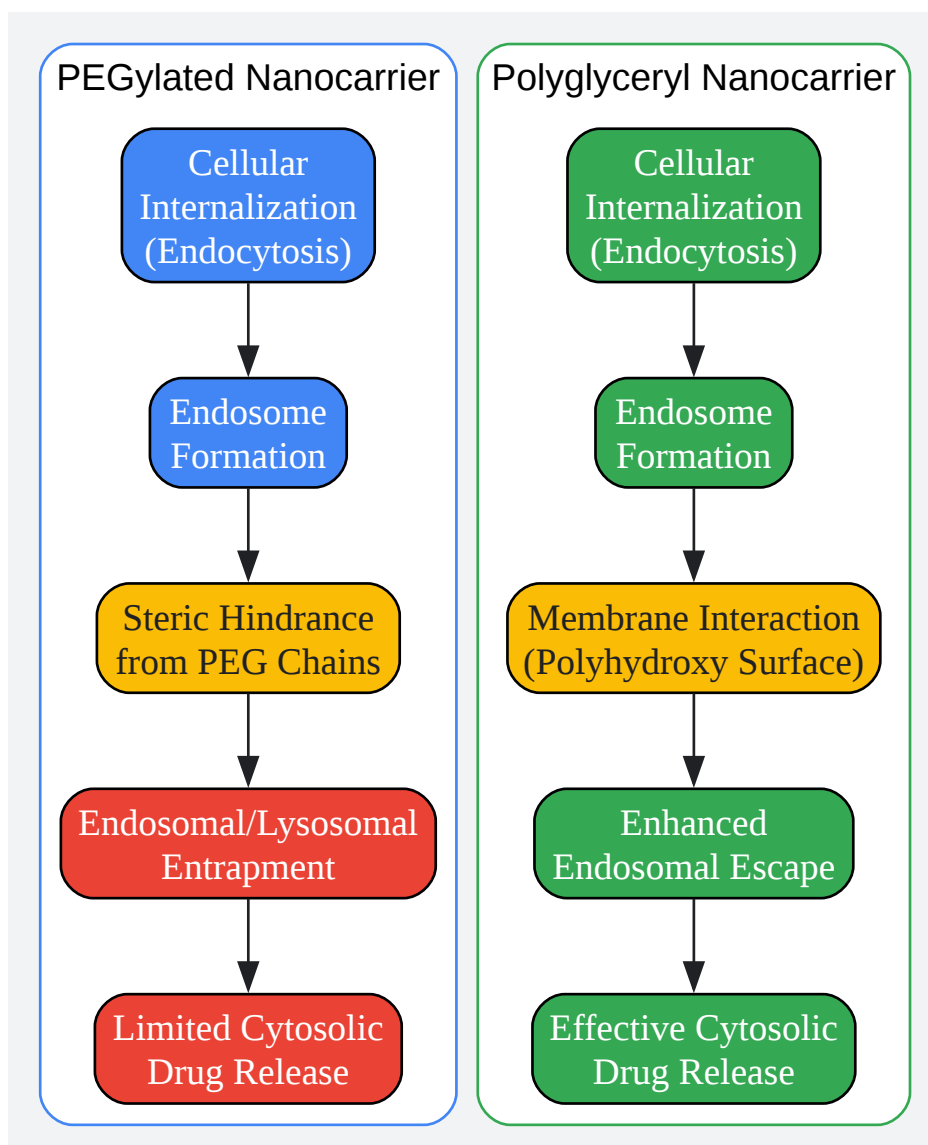 PEGylated Nanocarrier
Cellular
Internalization
(Endocytosis)
Endosome
Formation
Steric Hindrance
from PEG Chains
Endosomal/Lysosomal
Entrapment
Limited Cytosolic
Drug Release
Polyglyceryl Nanocarrier
Cellular
Internalization
(Endocytosis)
Endosome
Formation
Membrane Interaction
(Polyhydroxy Surface)
Enhanced
Endosomal Escape
Effective Cytosolic
Drug Release